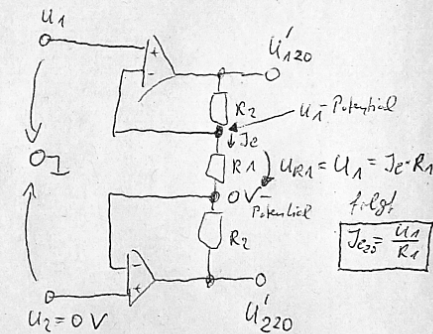 U1
+
-
U'120
R2
U1- Potential
Je
R1
UR1 = U1 = Je · R1
0V-
Potential
folgt
Je20 = U1/R1
R2
-
+
U2 = 0V
U'220